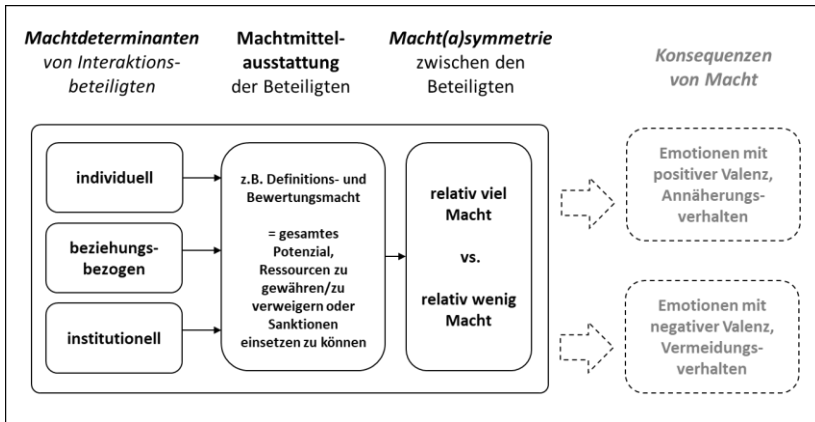 Machtdeterminanten
von Interaktions-
beteiligten
Machtmittel-
ausstattung
der Beteiligten
Macht(a)symmetrie
zwischen den
Beteiligten
Konsequenzen
von Macht
individuell
beziehungs-
bezogen
institutionell
z.B. Definitions- und
Bewertungsmacht
= gesamtes
Potenzial,
Ressourcen zu
gewähren/zu
verweigern oder
Sanktionen
einsetzen zu können
relativ viel
Macht
vs.
relativ wenig
Macht
Emotionen mit
positiver Valenz,
Annäherungs-
verhalten
Emotionen mit
negativer Valenz,
Vermeidungs-
verhalten